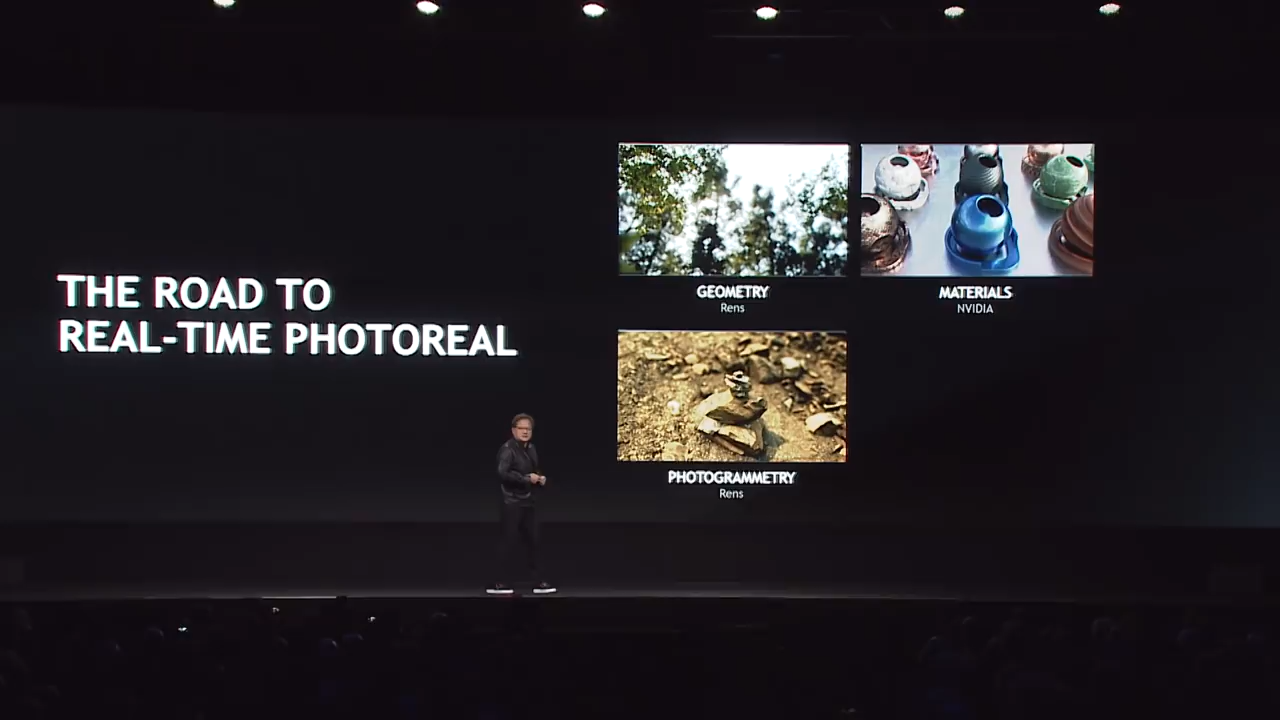 THE ROAD TO
REAL-TIME PHOTOREAL
GEOMETRY
Rens
MATERIALS
NVIDIA
PHOTOGRAMMETRY
Rens